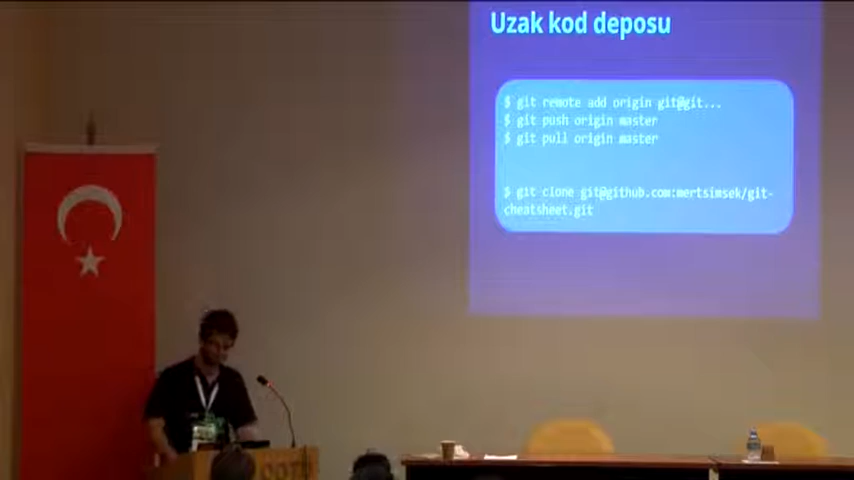 Uzak kod deposu
$ git remote add origin git@git...
$ git push origin master
$ git pull origin master
$ git clone git@github.com:mertsimsek/git-
cheatsheet.git